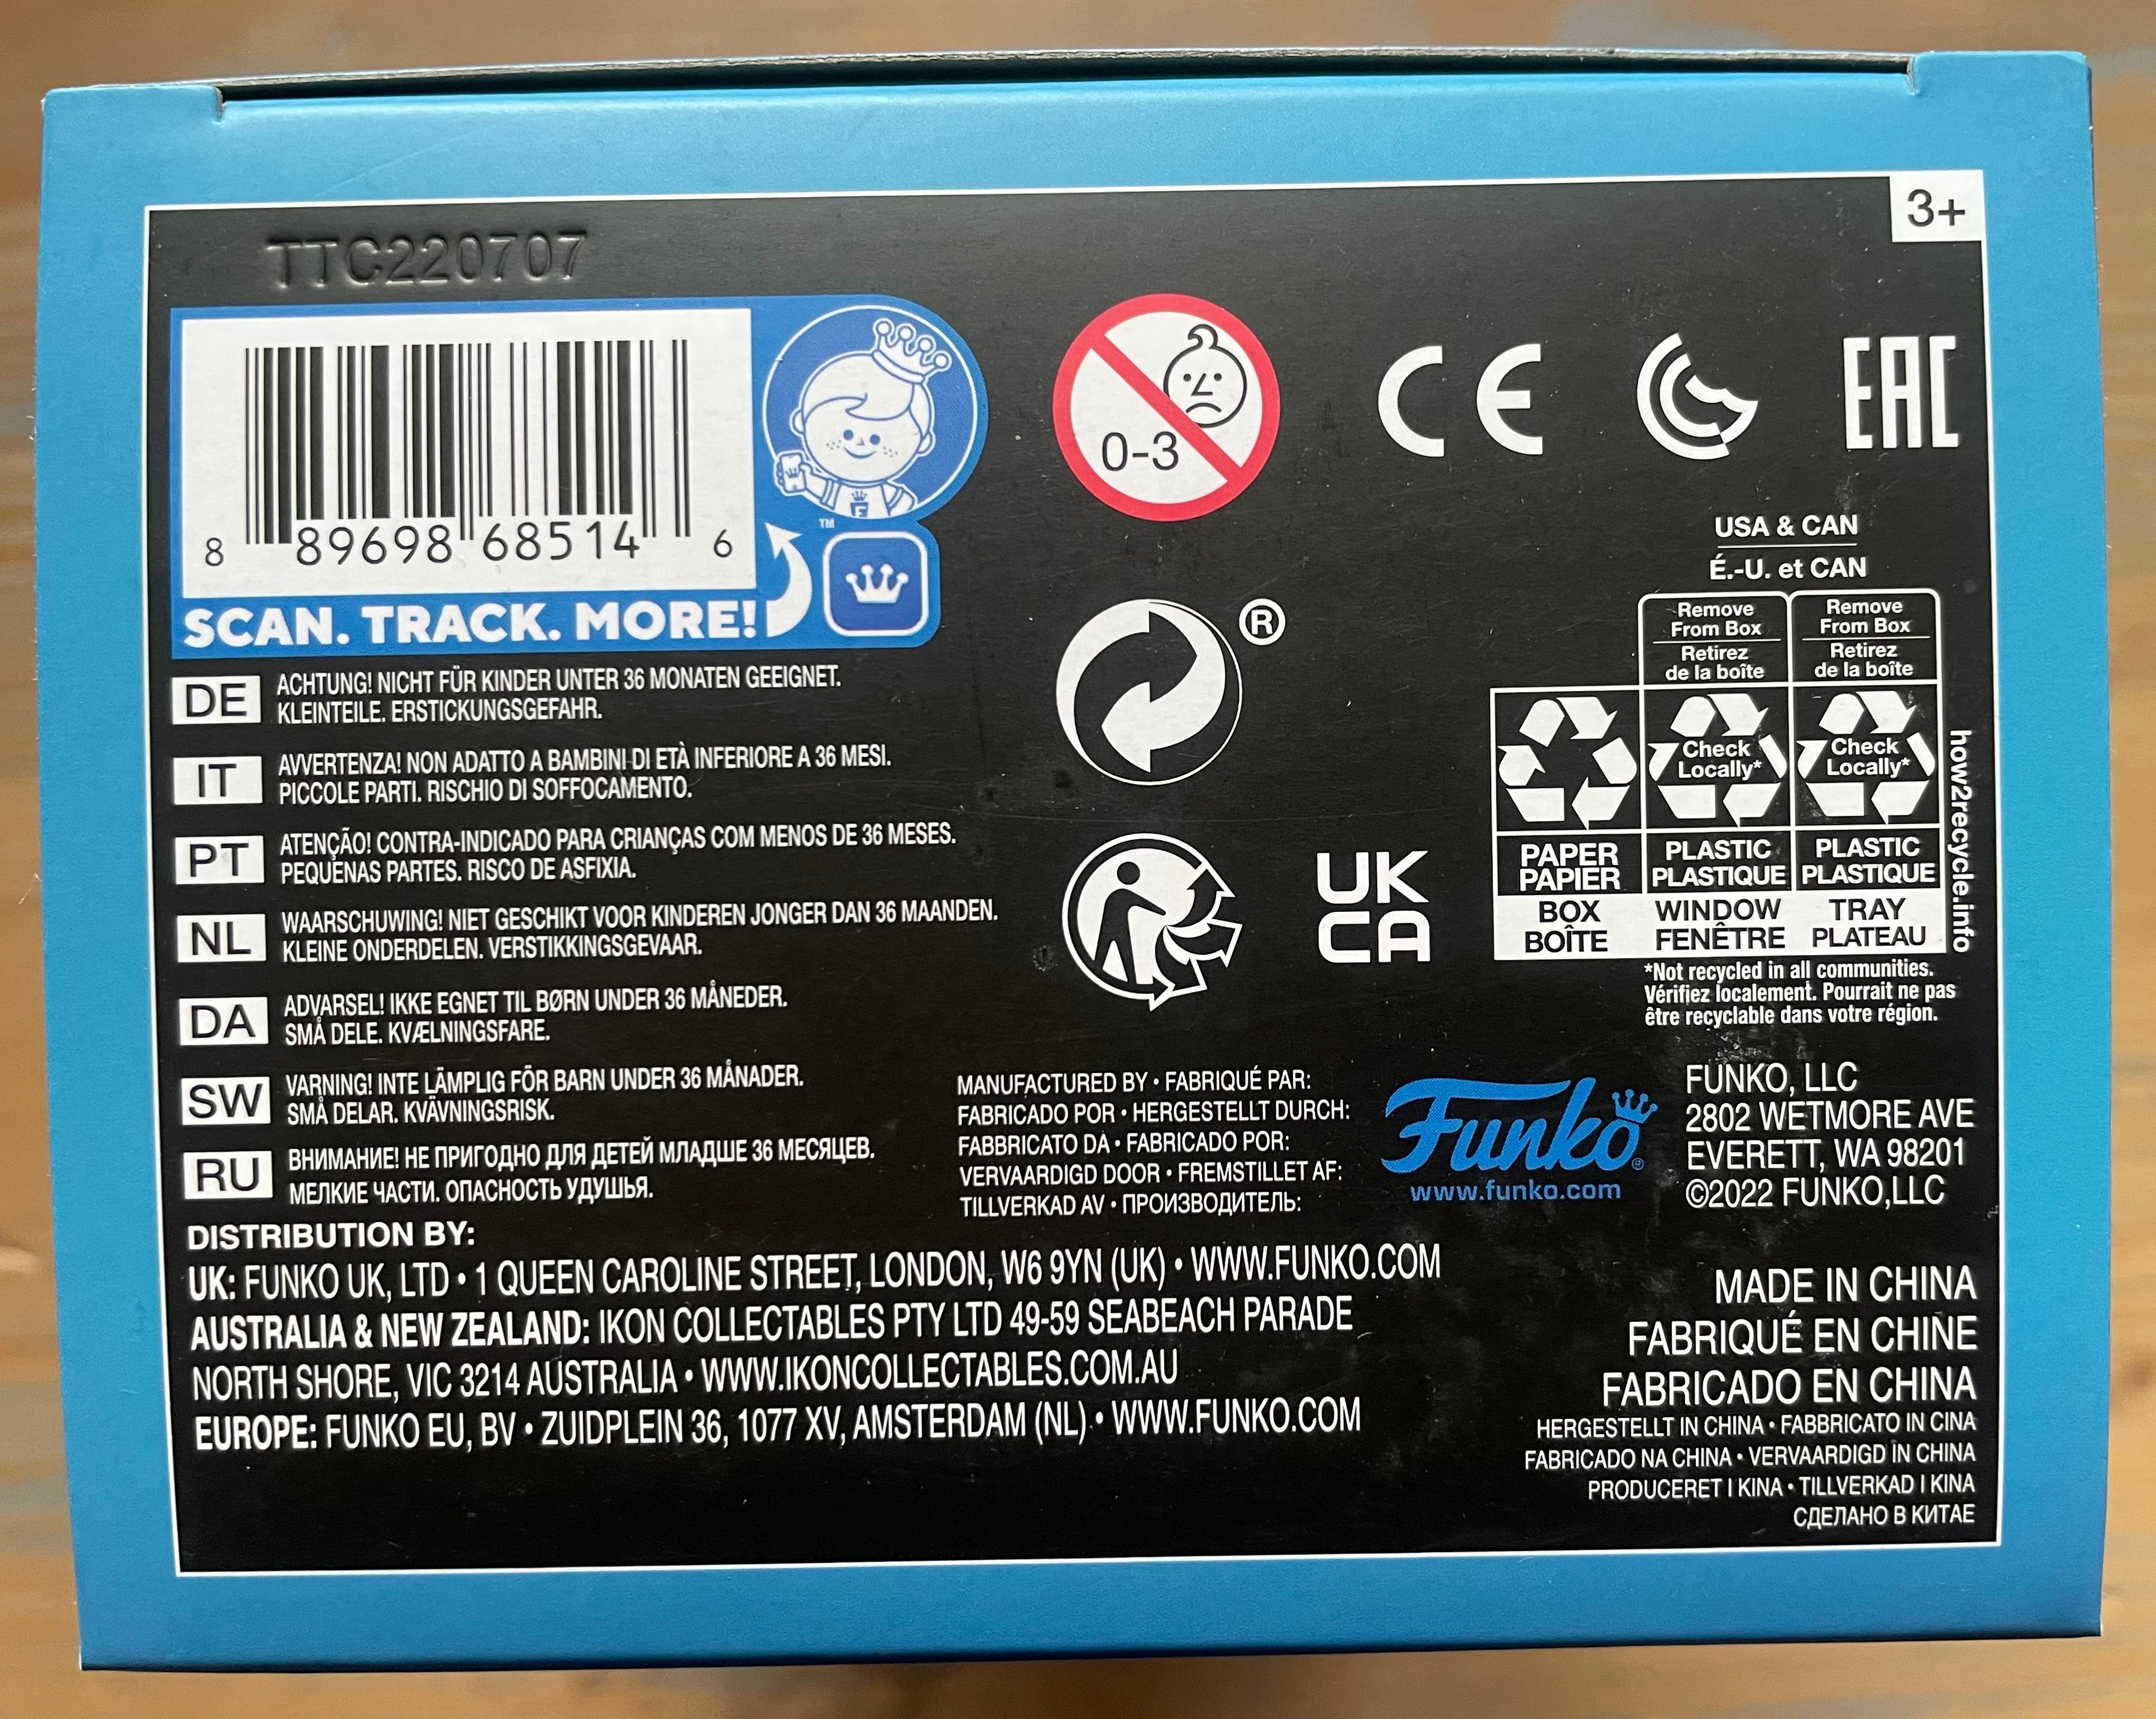 3+
TTC220707
8 89698 68514 6
TM
SCAN. TRACK. MORE!
0-3
CE
EAC
USA & CAN
É.-U. et CAN
Remove
From Box
Retirez
de la boîte
Remove
From Box
Retirez
de la boîte
Check
Locally*
Check
Locally*
PAPER
PAPIER
PLASTIC
PLASTIQUE
PLASTIC
PLASTIQUE
BOX
BOÎTE
WINDOW
FENÊTRE
TRAY
PLATEAU
how2recycle.info
*Not recycled in all communities.
Vérifiez localement. Pourrait ne pas
être recyclable dans votre région.
®
UK
CA
DE ACHTUNG! NICHT FÜR KINDER UNTER 36 MONATEN GEEIGNET.
KLEINTEILE. ERSTICKUNGSGEFAHR.
IT AVVERTENZA! NON ADATTO A BAMBINI DI ETÀ INFERIORE A 36 MESI.
PICCOLE PARTI. RISCHIO DI SOFFOCAMENTO.
PT ATENÇÃO! CONTRA-INDICADO PARA CRIANÇAS COM MENOS DE 36 MESES.
PEQUENAS PARTES. RISCO DE ASFIXIA.
NL WAARSCHUWING! NIET GESCHIKT VOOR KINDEREN JONGER DAN 36 MAANDEN.
KLEINE ONDERDELEN. VERSTIKKINGSGEVAAR.
DA ADVARSEL! IKKE EGNET TIL BØRN UNDER 36 MÅNEDER.
SMÅ DELE. KVÆLNINGSFARE.
SW VARNING! INTE LÄMPLIG FÖR BARN UNDER 36 MÅNADER.
SMÅ DELAR. KVÄVNINGSRISK.
RU ВНИМАНИЕ! НЕ ПРИГОДНО ДЛЯ ДЕТЕЙ МЛАДШЕ 36 МЕСЯЦЕВ.
МЕЛКИЕ ЧАСТИ. ОПАСНОСТЬ УДУШЬЯ.
MANUFACTURED BY • FABRIQUÉ PAR:
FABRICADO POR • HERGESTELLT DURCH:
FABBRICATO DA • FABRICADO POR:
VERVAARDIGD DOOR • FREMSTILLET AF:
TILLVERKAD AV • ПРОИЗВОДИТЕЛЬ:
Funko®
www.funko.com
FUNKO, LLC
2802 WETMORE AVE
EVERETT, WA 98201
©2022 FUNKO,LLC
DISTRIBUTION BY:
UK: FUNKO UK, LTD • 1 QUEEN CAROLINE STREET, LONDON, W6 9YN (UK) • WWW.FUNKO.COM
AUSTRALIA & NEW ZEALAND: IKON COLLECTABLES PTY LTD 49-59 SEABEACH PARADE
NORTH SHORE, VIC 3214 AUSTRALIA • WWW.IKONCOLLECTABLES.COM.AU
EUROPE: FUNKO EU, BV • ZUIDPLEIN 36, 1077 XV, AMSTERDAM (NL) • WWW.FUNKO.COM
MADE IN CHINA
FABRIQUÉ EN CHINE
FABRICADO EN CHINA
HERGESTELLT IN CHINA • FABBRICATO IN CINA
FABRICADO NA CHINA • VERVAARDIGD IN CHINA
PRODUCERET I KINA • TILLVERKAD I KINA
СДЕЛАНО В КИТАЕ